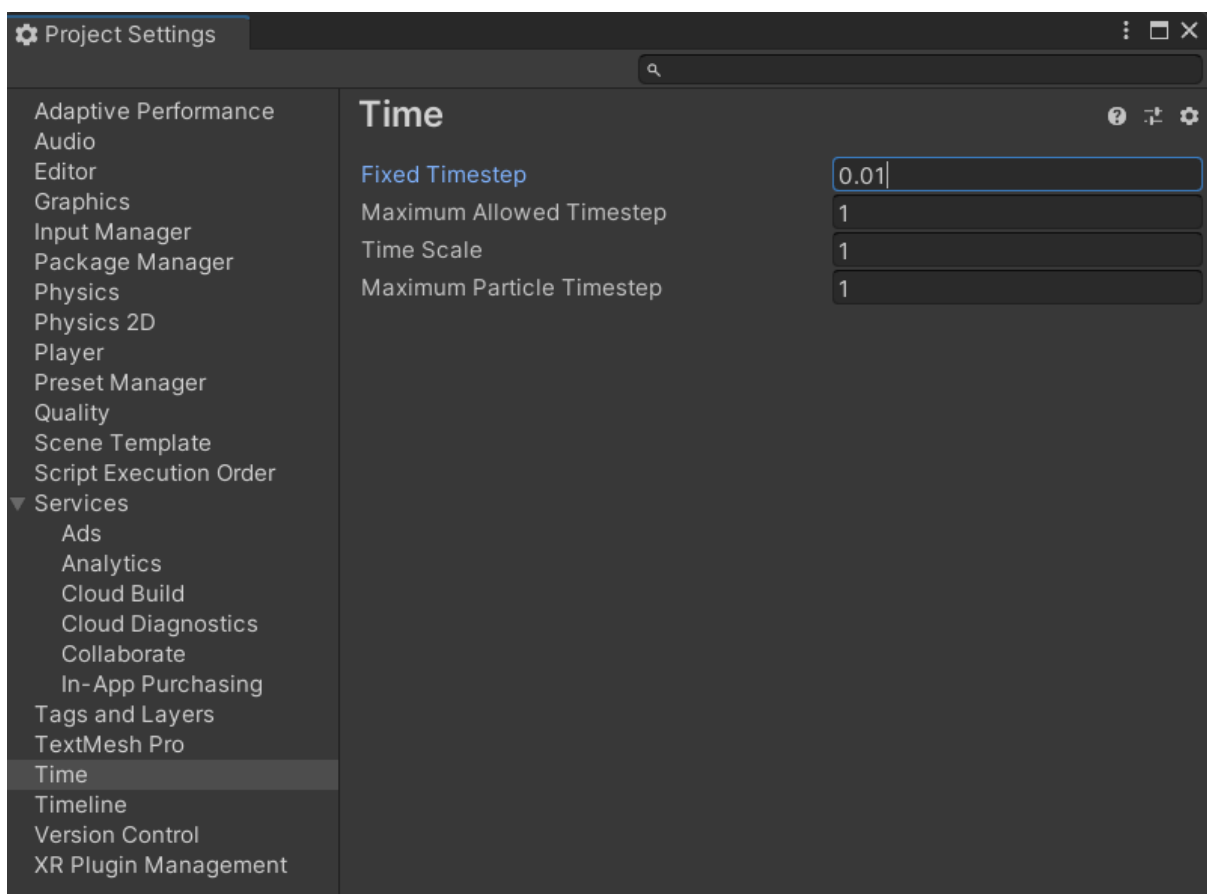 Project Settings
Adaptive Performance
Audio
Editor
Graphics
Input Manager
Package Manager
Physics
Physics 2D
Player
Preset Manager
Quality
Scene Template
Script Execution Order
Services
Ads
Analytics
Cloud Build
Cloud Diagnostics
Collaborate
In-App Purchasing
Tags and Layers
TextMesh Pro
Time
Timeline
Version Control
XR Plugin Management
Time
Fixed Timestep 0.01
Maximum Allowed Timestep 1
Time Scale 1
Maximum Particle Timestep 1